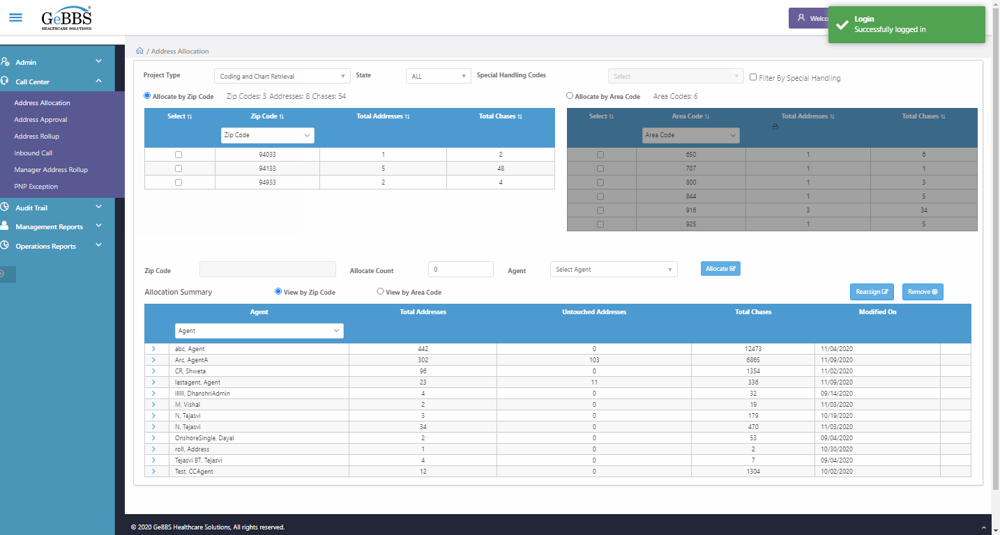 GeBBS
HEALTHCARE SOLUTIONS
Welco
Login
Successfully logged in
/ Address Allocation
Admin
Call Center
Address Allocation
Address Approval
Address Rollup
Inbound Call
Manager Address Rollup
PNP Exception
Audit Trail
Management Reports
Operations Reports
Project Type Coding and Chart Retrieval State ALL Special Handling Codes Select Filter By Special Handling
Allocate by Zip Code Zip Codes: 3 Addresses: 8 Chases: 54
Select Zip Code Total Addresses Total Chases
Zip Code
94033 1 2
94133 5 48
94933 2 4
Allocate by Area Code Area Codes: 6
Select Area Code Total Addresses Total Chases
Area Code
650 1 6
707 1 1
800 1 3
844 1 5
916 3 34
925 1 5
Zip Code Allocate Count 0 Agent Select Agent Allocate
Allocation Summary View by Zip Code View by Area Code Reassign Remove
Agent Total Addresses Untouched Addresses Total Chases Modified On
Agent
abc, Agent 442 0 12473 11/04/2020
Arc, AgentA 302 103 6865 11/09/2020
CR, Shweta 96 0 1354 11/02/2020
lastagent, Agent 23 11 336 11/09/2020
llllll, DhanshriAdmin 4 0 32 09/14/2020
M, Vishal 2 0 19 11/03/2020
N, Tejasvi 3 0 179 10/19/2020
N, Tejasvi 34 0 470 11/03/2020
OnshoreSingle, Dayal 2 0 53 09/04/2020
roll, Address 1 0 2 10/30/2020
Tejasvi BT, Tejasvi 4 0 7 09/04/2020
Test, CCAgent 12 0 1304 10/02/2020
© 2020 GeBBS Healthcare Solutions, All rights reserved.